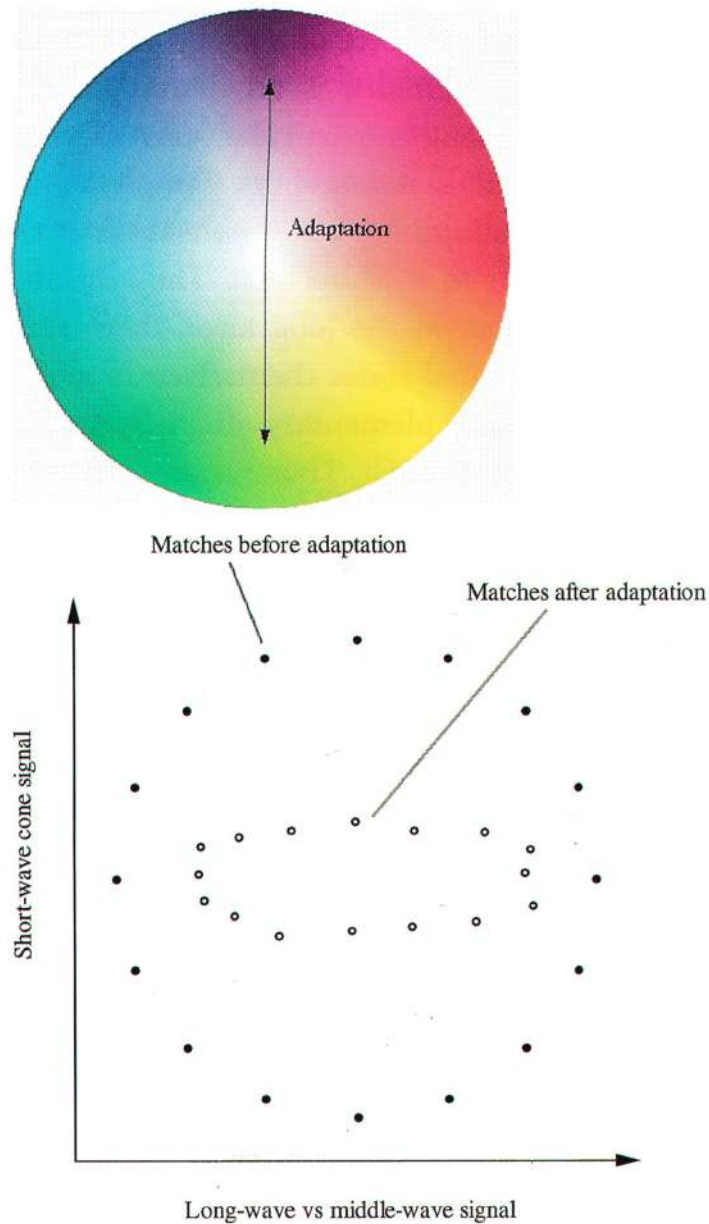 Adaptation
Matches before adaptation
Matches after adaptation
Short-wave cone signal
Long-wave vs middle-wave signal